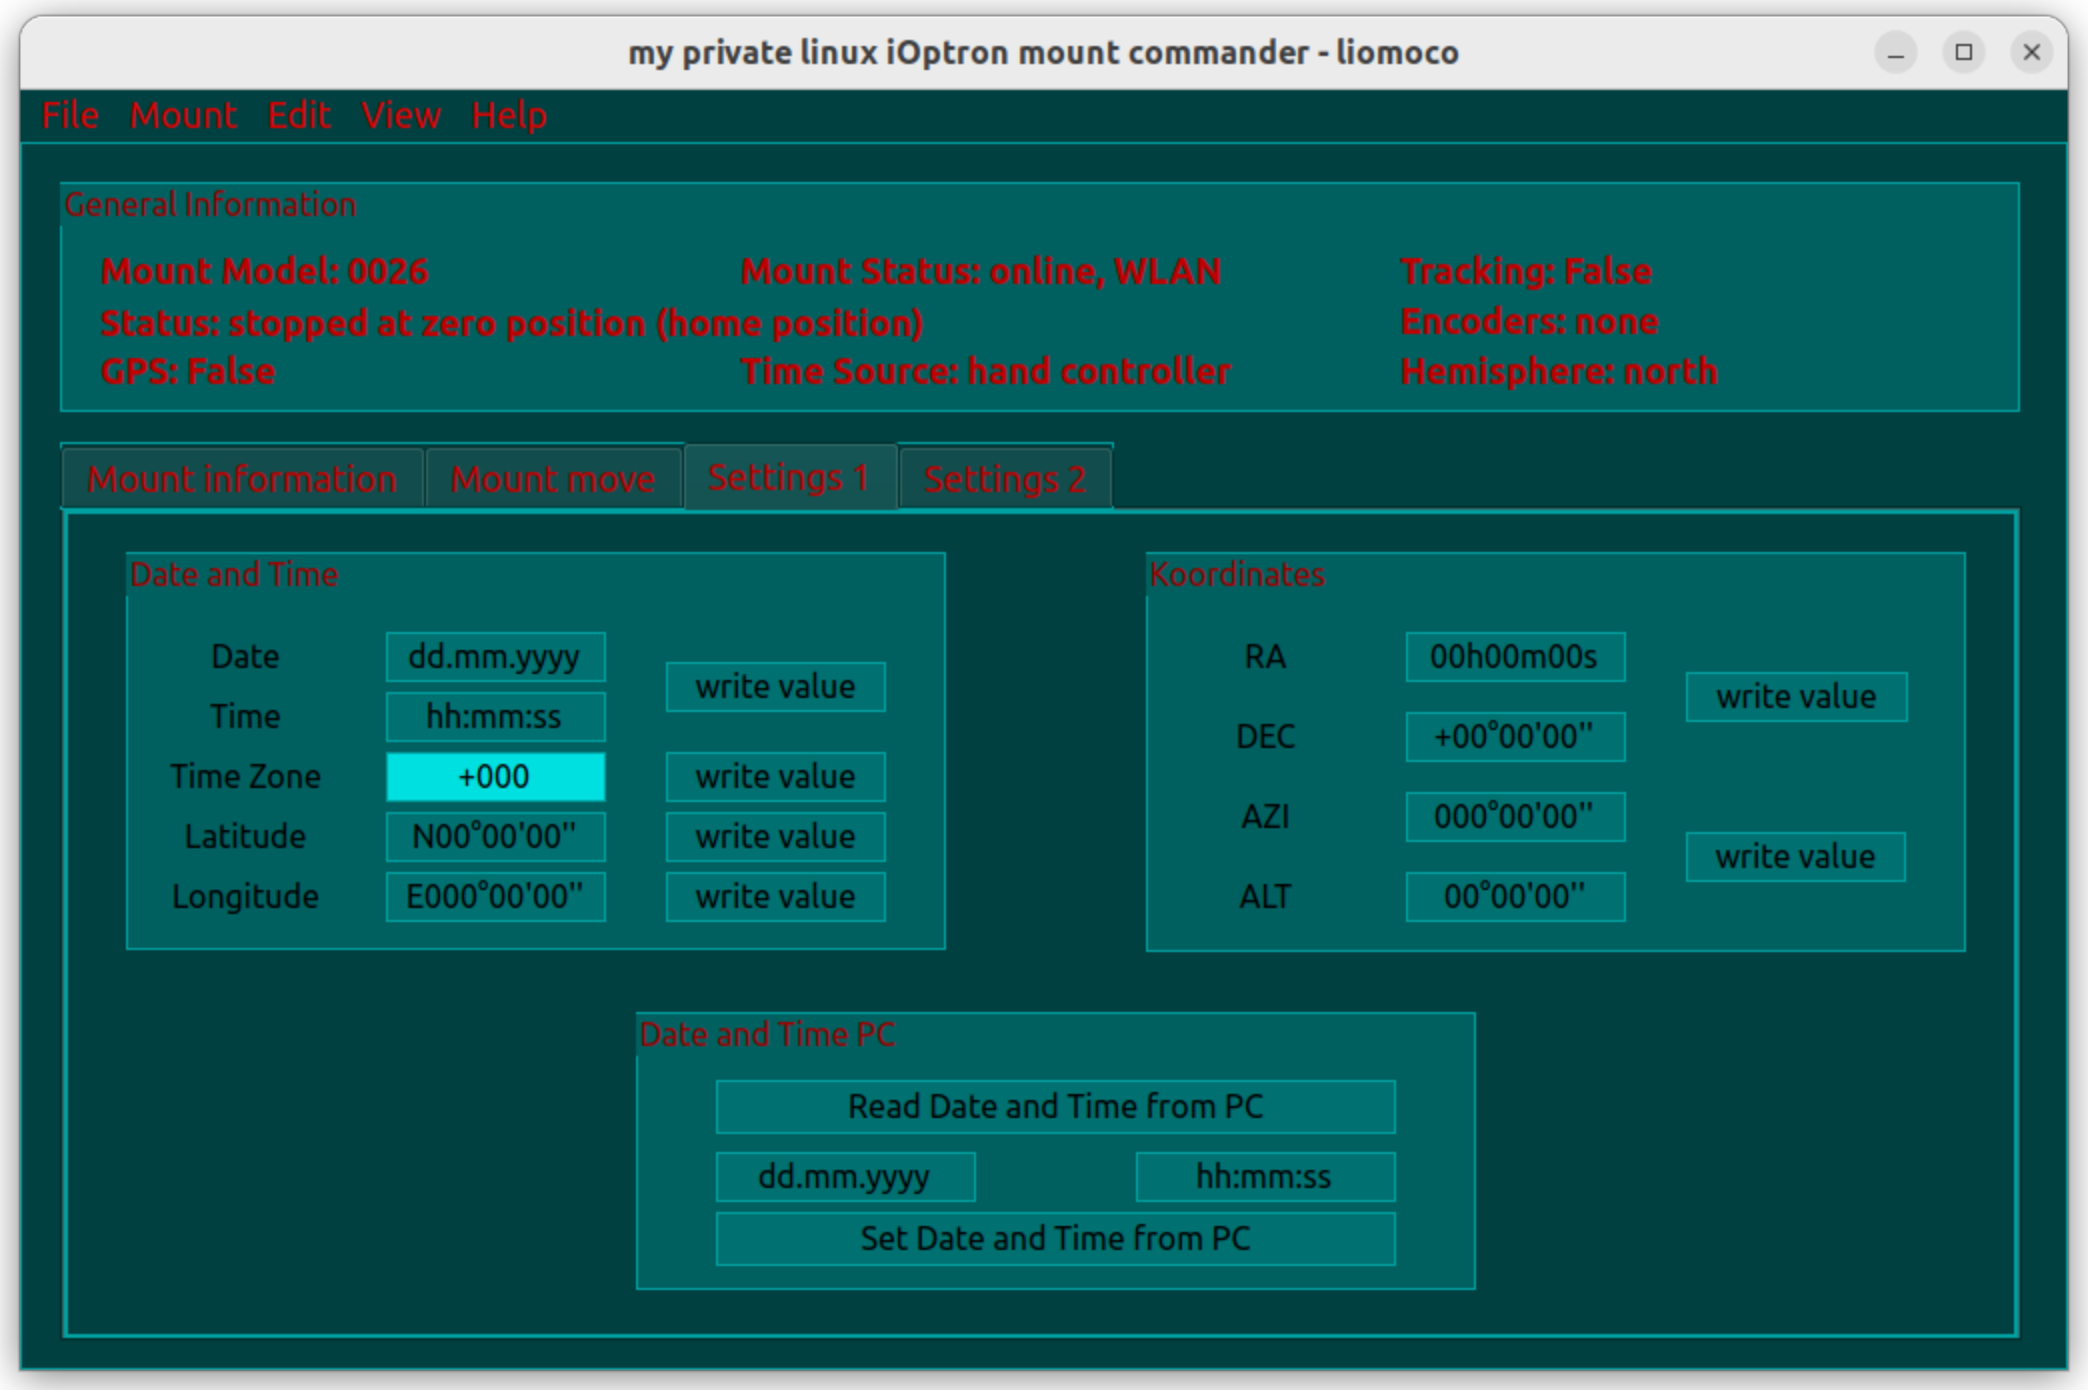 my private linux iOptron mount commander - liomoco
File Mount Edit View Help
General Information
Mount Model: 0026 Mount Status: online, WLAN Tracking: False
Status: stopped at zero position (home position) Encoders: none
GPS: False Time Source: hand controller Hemisphere: north
Mount information Mount move Settings 1 Settings 2
Date and Time
Date dd.mm.yyyy
write value
Time hh:mm:ss
Time Zone +000 write value
Latitude N00°00'00'' write value
Longitude E000°00'00'' write value
Koordinates
RA 00h00m00s
write value
DEC +00°00'00''
AZI 000°00'00''
write value
ALT 00°00'00''
Date and Time PC
Read Date and Time from PC
dd.mm.yyyy hh:mm:ss
Set Date and Time from PC